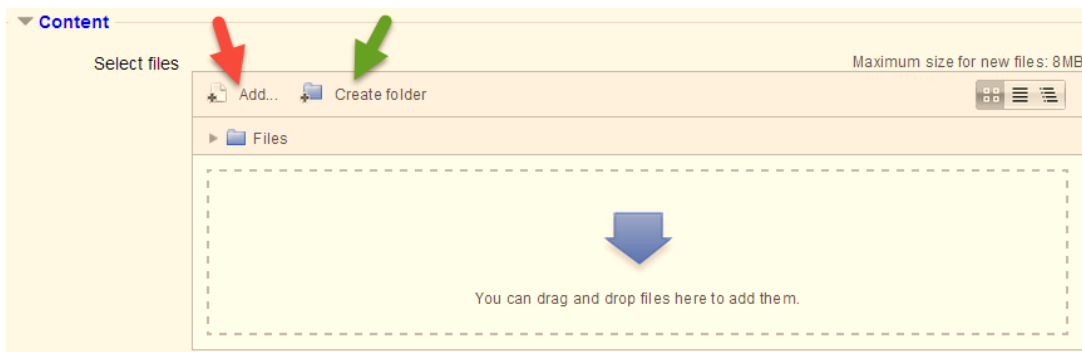 Content
Select files
Maximum size for new files: 8MB
Add... Create folder
Files
You can drag and drop files here to add them.